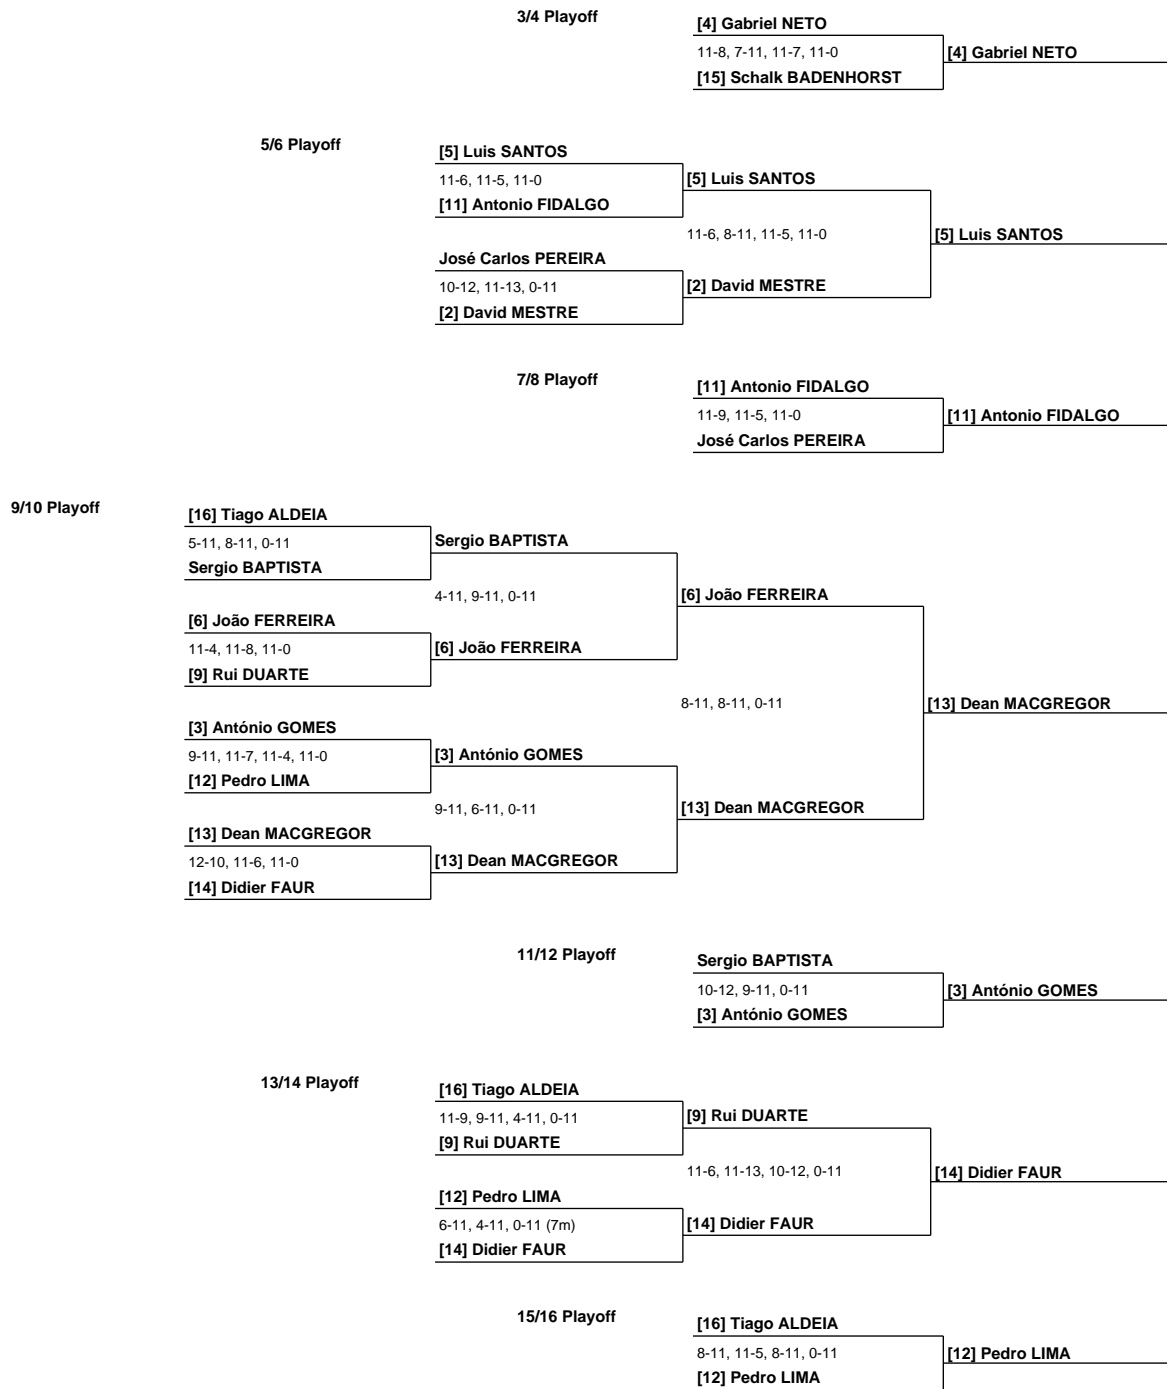 3/4 Playoff
[4] Gabriel NETO
11-8, 7-11, 11-7, 11-0
[4] Gabriel NETO
[15] Schalk BADENHORST
5/6 Playoff
[5] Luis SANTOS
11-6, 11-5, 11-0
[5] Luis SANTOS
[11] Antonio FIDALGO
11-6, 8-11, 11-5, 11-0
[5] Luis SANTOS
José Carlos PEREIRA
10-12, 11-13, 0-11
[2] David MESTRE
[2] David MESTRE
7/8 Playoff
[11] Antonio FIDALGO
11-9, 11-5, 11-0
[11] Antonio FIDALGO
José Carlos PEREIRA
9/10 Playoff
[16] Tiago ALDEIA
5-11, 8-11, 0-11
Sergio BAPTISTA
Sergio BAPTISTA
4-11, 9-11, 0-11
[6] João FERREIRA
[6] João FERREIRA
11-4, 11-8, 11-0
[6] João FERREIRA
[9] Rui DUARTE
8-11, 8-11, 0-11
[13] Dean MACGREGOR
[3] António GOMES
9-11, 11-7, 11-4, 11-0
[3] António GOMES
[12] Pedro LIMA
9-11, 6-11, 0-11
[13] Dean MACGREGOR
[13] Dean MACGREGOR
12-10, 11-6, 11-0
[13] Dean MACGREGOR
[14] Didier FAUR
11/12 Playoff
Sergio BAPTISTA
10-12, 9-11, 0-11
[3] António GOMES
[3] António GOMES
13/14 Playoff
[16] Tiago ALDEIA
11-9, 9-11, 4-11, 0-11
[9] Rui DUARTE
[9] Rui DUARTE
11-6, 11-13, 10-12, 0-11
[14] Didier FAUR
[12] Pedro LIMA
6-11, 4-11, 0-11 (7m)
[14] Didier FAUR
[14] Didier FAUR
15/16 Playoff
[16] Tiago ALDEIA
8-11, 11-5, 8-11, 0-11
[12] Pedro LIMA
[12] Pedro LIMA